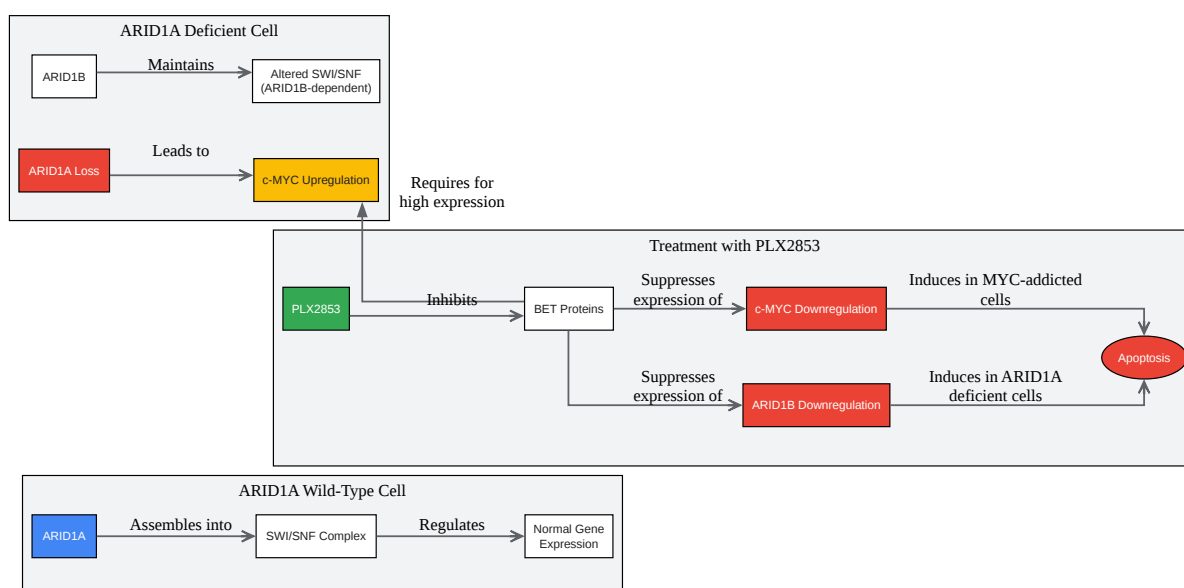 ARID1A Deficient Cell
ARID1B
Maintains
Altered SWI/SNF
(ARID1B-dependent)
ARID1A Loss
Leads to
c-MYC Upregulation
Requires for
high expression
Treatment with PLX2853
PLX2853
Inhibits
BET Proteins
Suppresses
expression of
c-MYC Downregulation
Induces in MYC-addicted
cells
Apoptosis
Suppresses
expression of
ARID1B Downregulation
Induces in ARID1A
deficient cells
ARID1A Wild-Type Cell
ARID1A
Assembles into
SWI/SNF Complex
Regulates
Normal Gene
Expression